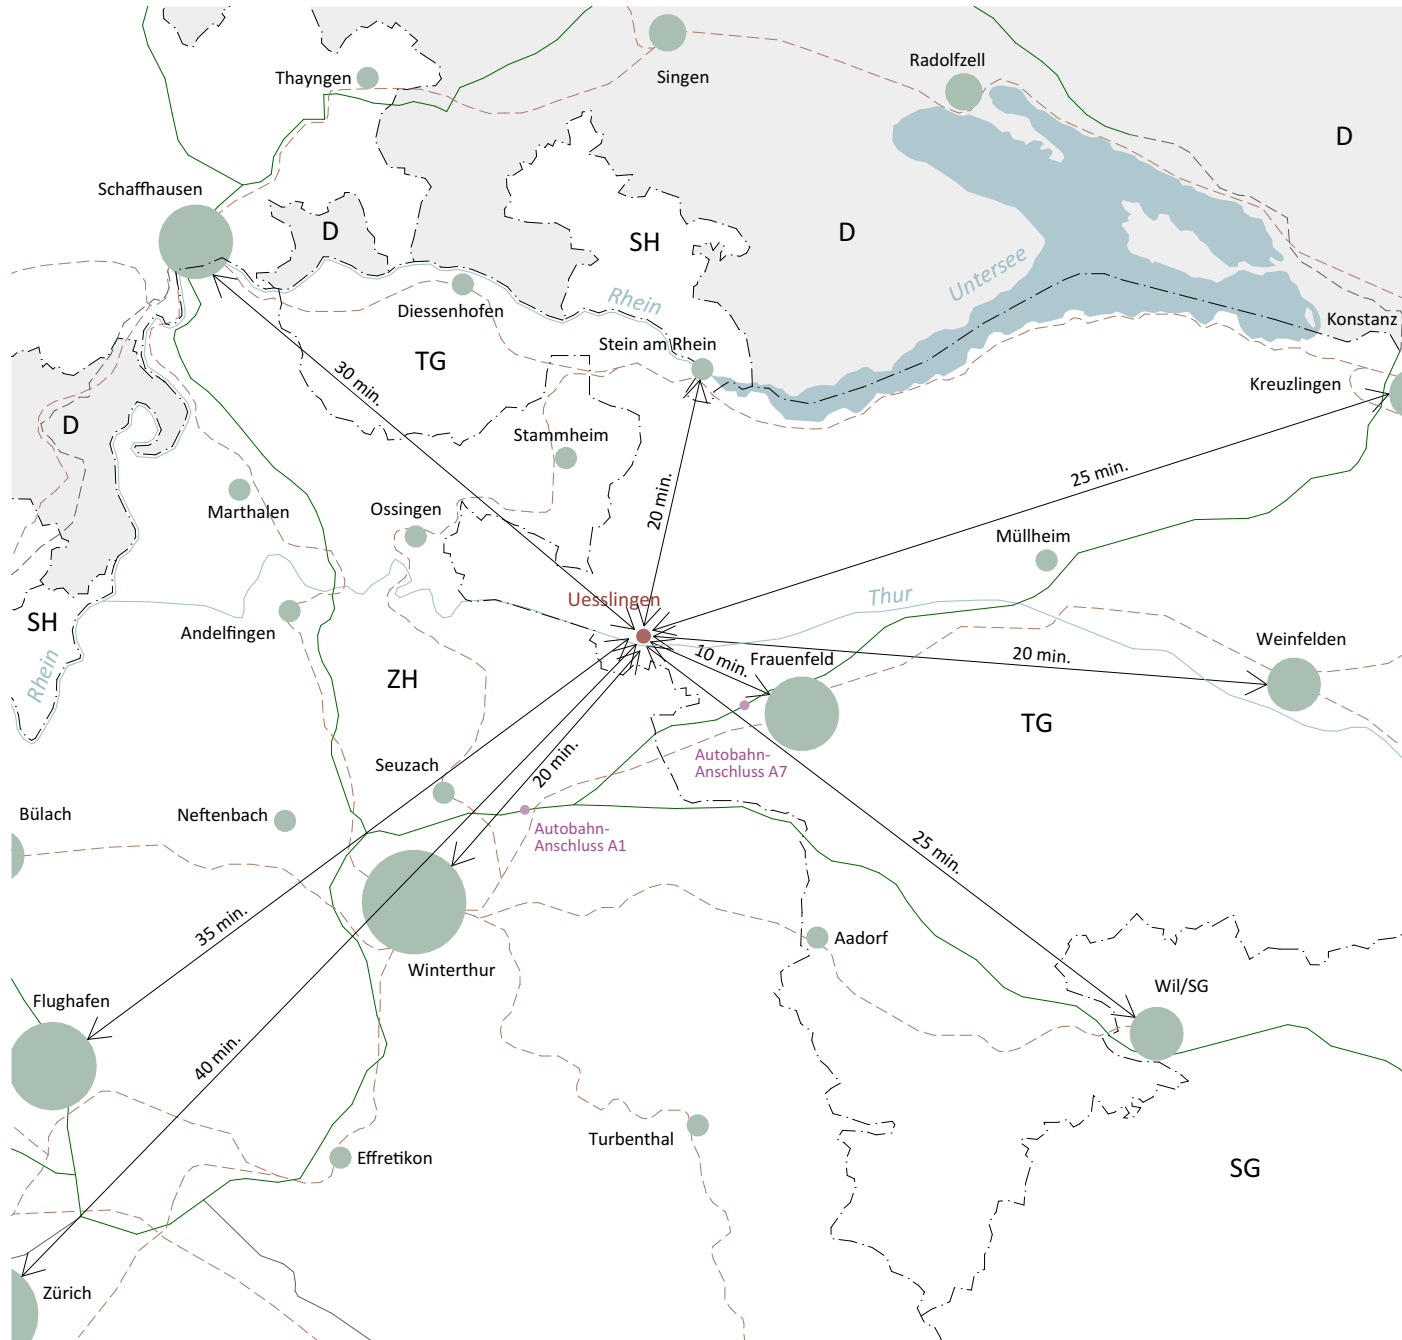 Thayngen
Singen
Radolfzell
D
Schaffhausen
D
SH
D
Untersee
Rhein
Diessenhofen
Konstanz
Stein am Rhein
TG
30 min.
Kreuzlingen
D
Stammheim
25 min.
20 min.
Marthalen
Ossingen
Müllheim
Uesslingen
Thur
SH
Andelfingen
Weinfelden
10 min.
Frauenfeld
20 min.
Rhein
ZH
TG
Seuzach
20 min.
Autobahn-
Anschluss A7
Bülach
Neftenbach
Autobahn-
Anschluss A1
25 min.
35 min.
Aadorf
Winterthur
Wil/SG
Flughafen
40 min.
Turbenthal
Effretikon
SG
Zürich